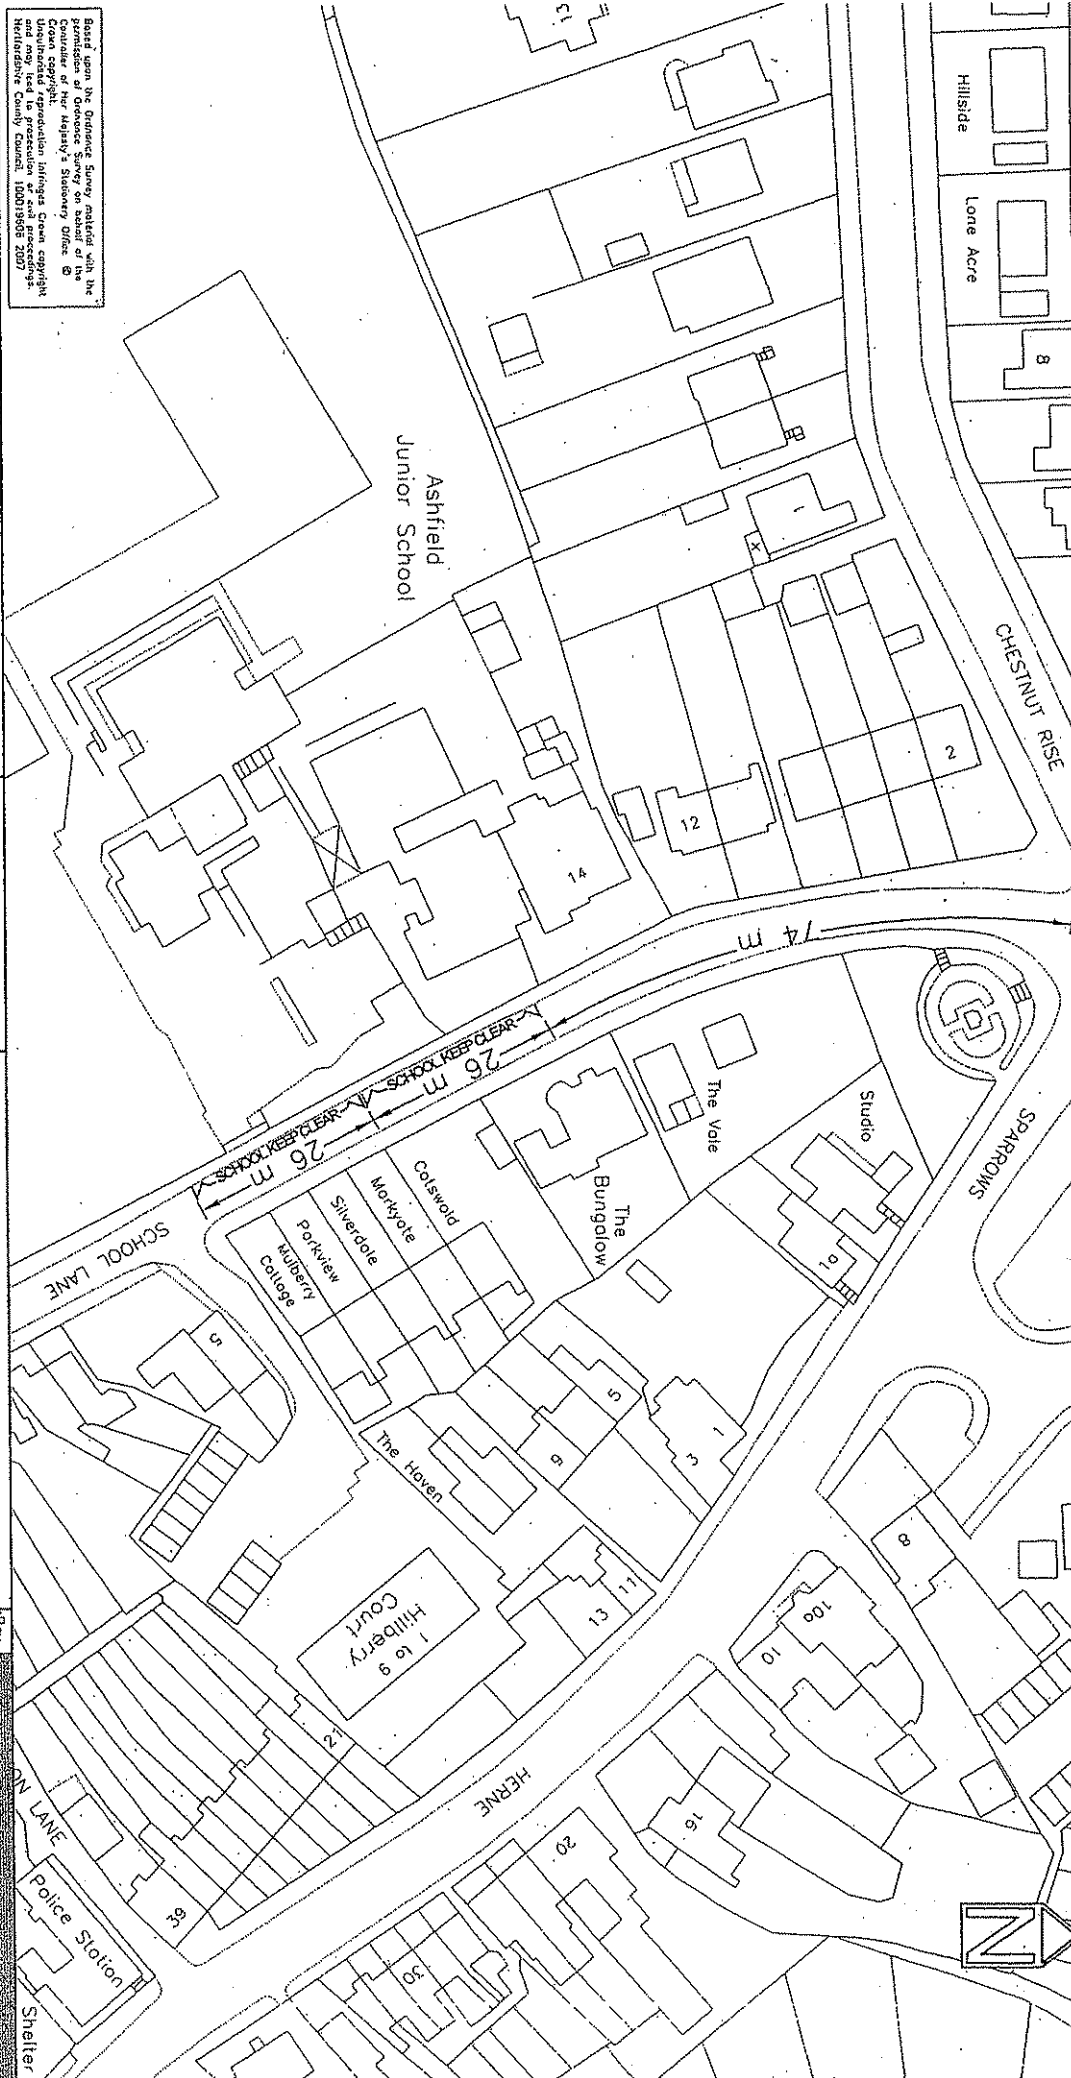 Based upon the Ordnance Survey material with the
permission of Ordnance Survey on behalf of the
Controller of Her Majesty's Stationery Office ©
Crown copyright.
Unauthorised reproduction infringes Crown copyright
and may lead to prosecution or civil proceedings.
Hertfordshire County Council 100019606 2007
Hillside
Lone Acre
8
13
CHESTNUT RISE
1
x
2
12
14
Ashfield
Junior School
74 m
SCHOOL KEEP CLEAR
26 m
SCHOOL KEEP CLEAR
26 m
SCHOOL LANE
SPARROWS
HERNE
Studio
The Vale
The
Bungalow
1a
Cotswold
Markyate
Silverdale
Parkview
Mulberry
Cottage
5
5
1
3
9
The Haven
11
13
8
10a
10
1 to 9
Hillberry
Court
16
21
20
30
39
ON LANE
Police Station
Shelter
N